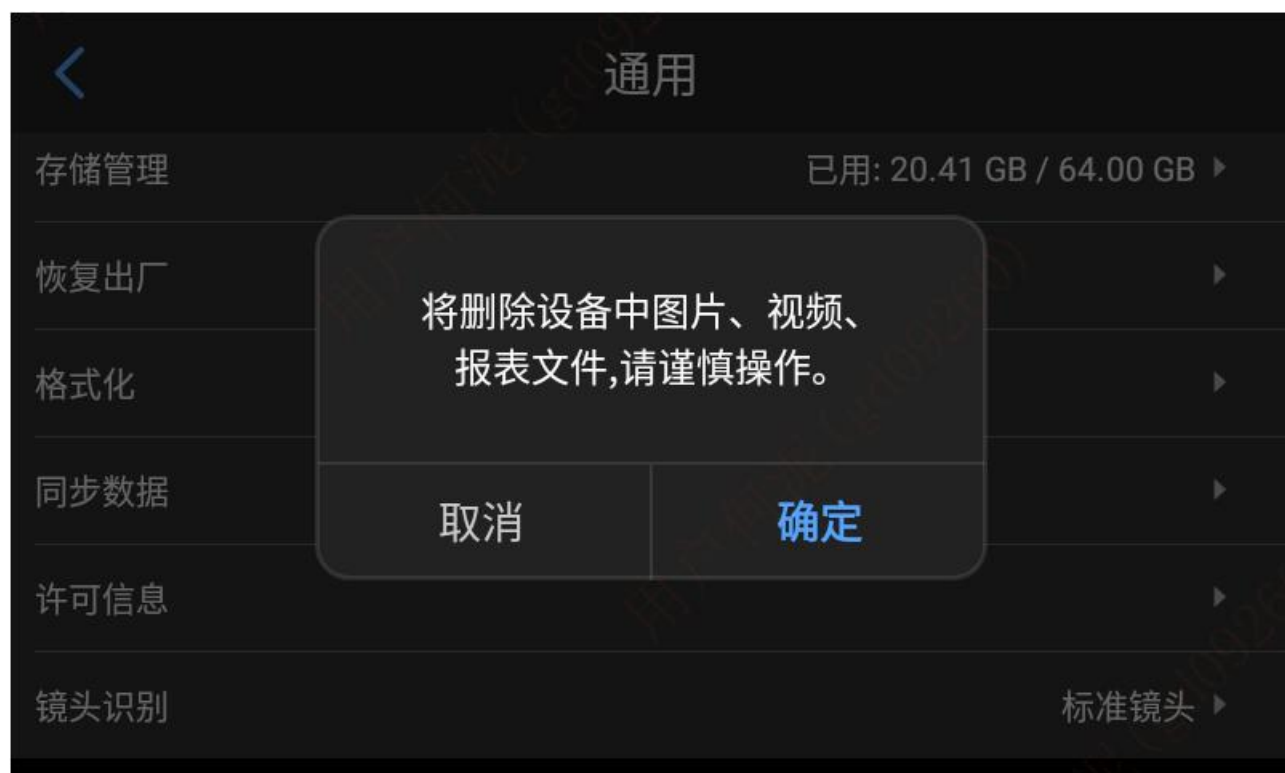 通用
存储管理 已用: 20.41 GB / 64.00 GB
恢复出厂
将删除设备中图片、视频、
报表文件,请谨慎操作。
格式化
同步数据
取消 确定
许可信息
镜头识别 标准镜头